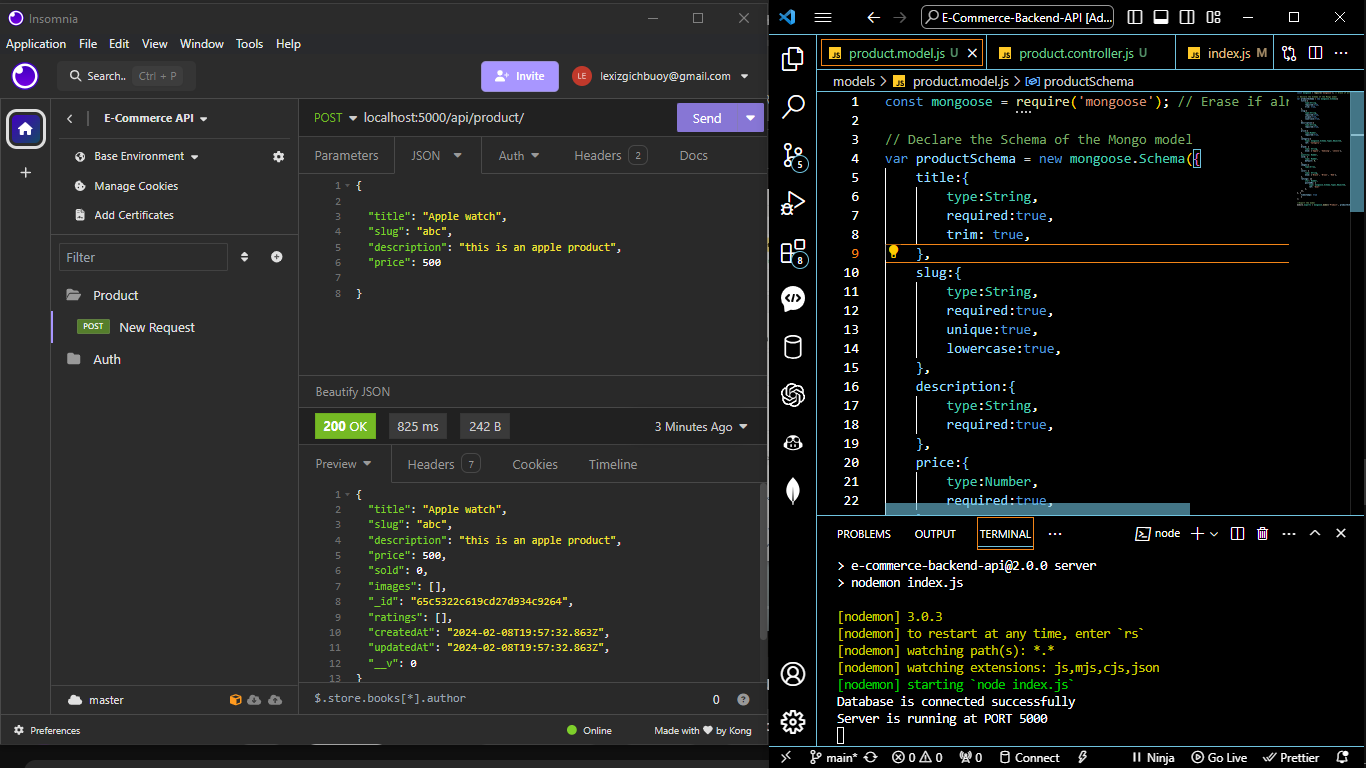 Insomnia
Application File Edit View Window Tools Help
Search.. Ctrl + P
Invite
LE lexizgichbuoy@gmail.com
E-Commerce API
Base Environment
Manage Cookies
Add Certificates
Filter
Product
POST New Request
Auth
master
Preferences
POST localhost:5000/api/product/ Send
Parameters JSON Auth Headers 2 Docs
1 {
2
3 "title": "Apple watch",
4 "slug": "abc",
5 "description": "this is an apple product",
6 "price": 500
7
8 }
Beautify JSON
200 OK 825 ms 242 B 3 Minutes Ago
Preview Headers 7 Cookies Timeline
1 {
2 "title": "Apple watch",
3 "slug": "abc",
4 "description": "this is an apple product",
5 "price": 500,
6 "sold": 0,
7 "images": [],
8 "_id": "65c5322c619cd27d934c9264",
9 "ratings": [],
10 "createdAt": "2024-02-08T19:57:32.863Z",
11 "updatedAt": "2024-02-08T19:57:32.863Z",
12 "__v": 0
13 }
$.store.books[*].author 0
Online Made with by Kong
E-Commerce-Backend-API [Ad...
product.model.js U
product.controller.js U
index.js M
models > product.model.js > productSchema
1 const mongoose = require('mongoose'); // Erase if alr
2
3 // Declare the Schema of the Mongo model
4 var productSchema = new mongoose.Schema({
5 title:{
6 type:String,
7 required:true,
8 trim: true,
9 },
10 slug:{
11 type:String,
12 required:true,
13 unique:true,
14 lowercase:true,
15 },
16 description:{
17 type:String,
18 required:true,
19 },
20 price:{
21 type:Number,
22 required:true,
5
8
PROBLEMS OUTPUT TERMINAL ... node
> e-commerce-backend-api@2.0.0 server
> nodemon index.js
[nodemon] 3.0.3
[nodemon] to restart at any time, enter `rs`
[nodemon] watching path(s): *.*
[nodemon] watching extensions: js,mjs,cjs,json
[nodemon] starting `node index.js`
Database is connected successfully
Server is running at PORT 5000
main* 0 0 0 Connect Ninja Go Live Prettier